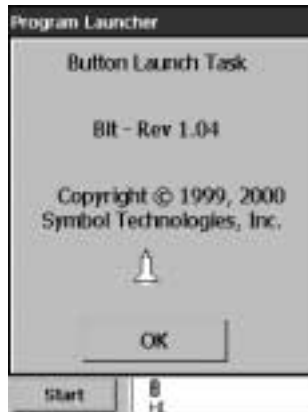 Program Launcher
Button Launch Task
Blt - Rev 1.04
Copyright © 1999, 2000
Symbol Technologies, Inc.
OK
Start